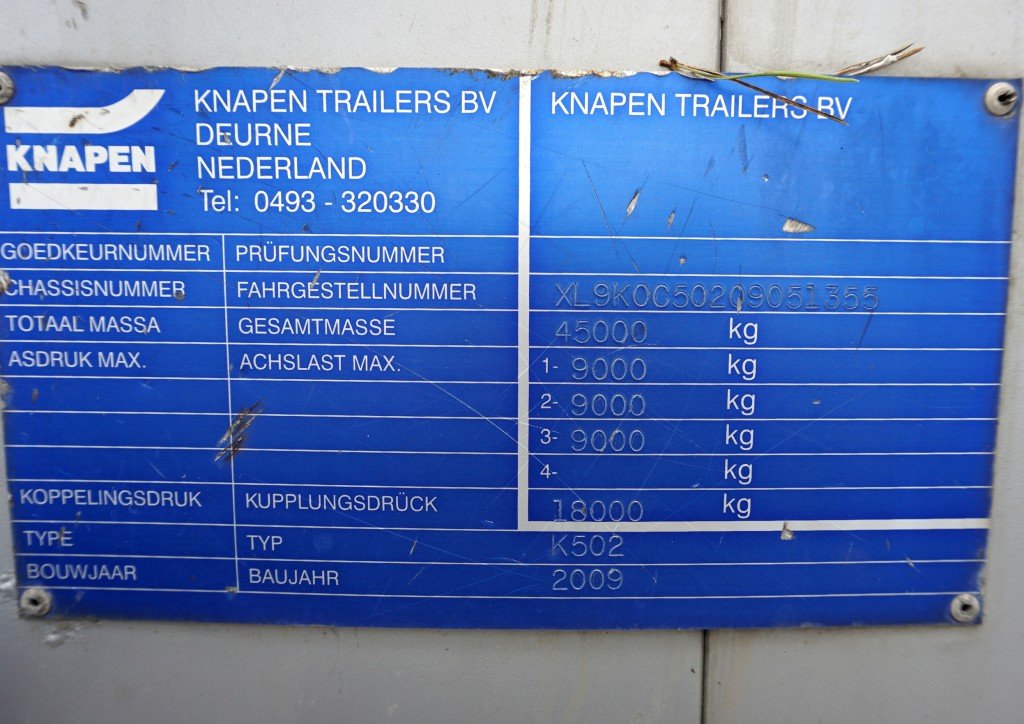 KNAPEN
KNAPEN TRAILERS BV
DEURNE
NEDERLAND
Tel: 0493 - 320330
KNAPEN TRAILERS BV
GOEDKEURNUMMER PRÜFUNGSNUMMER
CHASSISNUMMER FAHRGESTELLNUMMER XL9K0C50209051355
TOTAAL MASSA GESAMTMASSE 45000 kg
ASDRUK MAX. ACHSLAST MAX. 1- 9000 kg
2- 9000 kg
3- 9000 kg
4- kg
KOPPELINGSDRUK KUPPLUNGSDRÜCK 18000 kg
TYPE TYP K502
BOUWJAAR BAUJAHR 2009